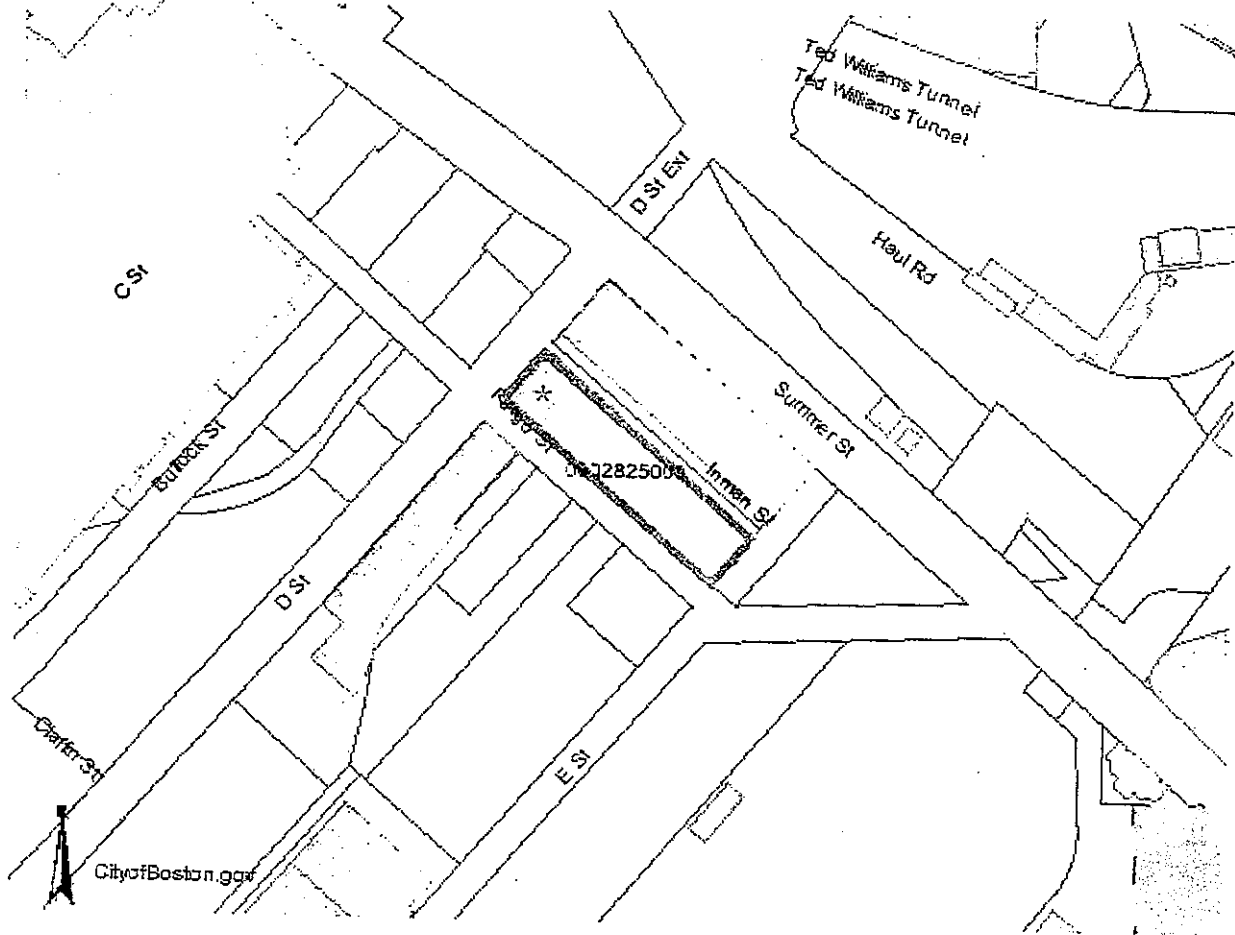 Ted Williams Tunnel
Ted Williams Tunnel
D St Ext
Haul Rd
C St
Summer St
Inman St
Bullock St
D St
E St
Claflin St
CityofBoston.gov